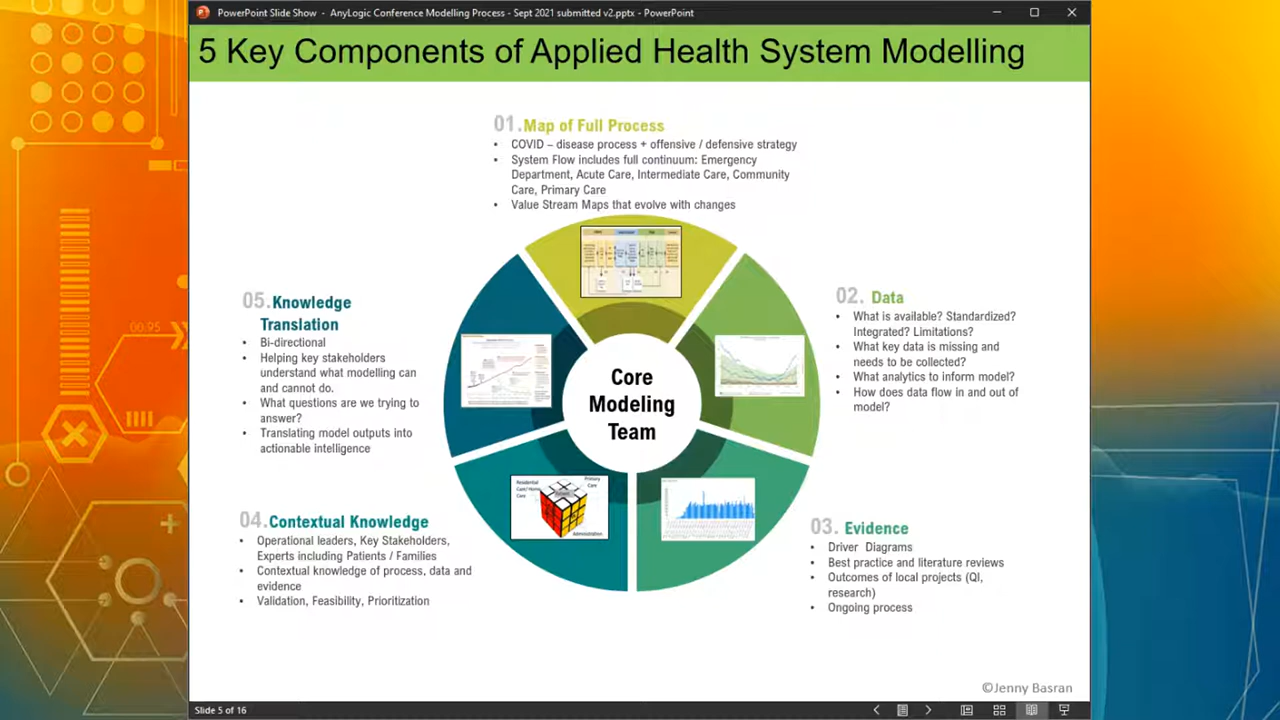 PowerPoint Slide Show - AnyLogic Conference Modelling Process - Sept 2021 submitted v2.pptx - PowerPoint
5 Key Components of Applied Health System Modelling
01.Map of Full Process
• COVID – disease process + offensive / defensive strategy
• System Flow includes full continuum: Emergency
Department, Acute Care, Intermediate Care, Community
Care, Primary Care
• Value Stream Maps that evolve with changes
02. Data
• What is available? Standardized?
Integrated? Limitations?
• What key data is missing and
needs to be collected?
• What analytics to inform model?
• How does data flow in and out of
model?
03. Evidence
• Driver Diagrams
• Best practice and literature reviews
• Outcomes of local projects (QI,
research)
• Ongoing process
04.Contextual Knowledge
• Operational leaders, Key Stakeholders,
Experts including Patients / Families
• Contextual knowledge of process, data and
evidence
• Validation, Feasibility, Prioritization
05.Knowledge
Translation
• Bi-directional
• Helping key stakeholders
understand what modelling can
and cannot do.
• What questions are we trying to
answer?
• Translating model outputs into
actionable intelligence
Core
Modeling
Team
Residential
Care/Home
Care
Primary
Care
Administration
00:95
©Jenny Basran
Slide 5 of 16